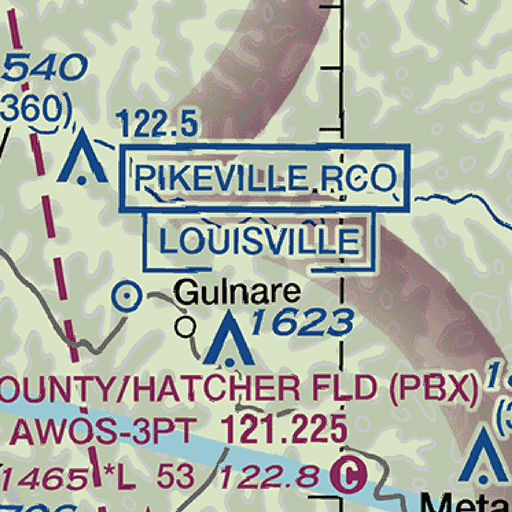 540
360)
122.5
PIKEVILLE RCO
LOUISVILLE
Gulnare
1623
OUNTY/HATCHER FLD (PBX)
AWOS-3PT 121.225
1465 *L 53 122.8 C
Meta